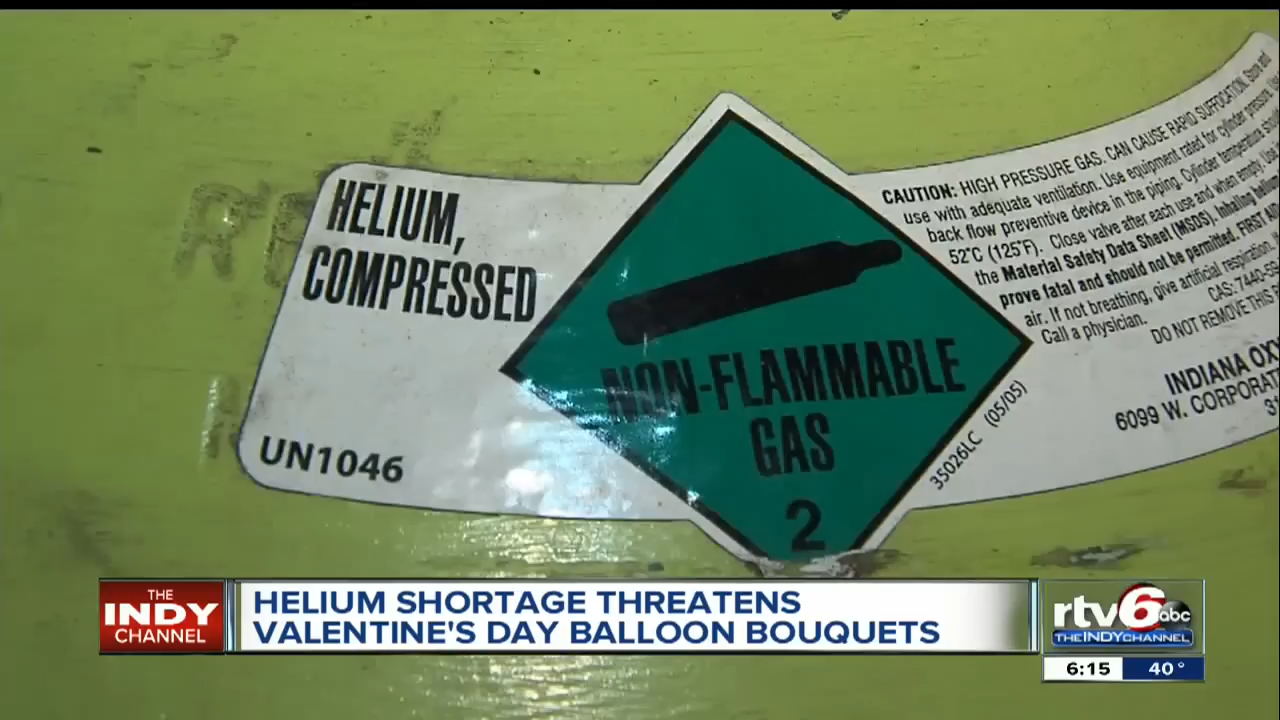 HELIUM,
COMPRESSED
UN1046
NON-FLAMMABLE
GAS
2
CAUTION: HIGH PRESSURE GAS. CAN CAUSE RAPID SUFFOCATION. Store and
use with adequate ventilation. Use equipment rated for cylinder pressure. Use
back flow preventive device in the piping. Cylinder temperature should
52°C (125°F). Close valve after each use and when empty. Use
the Material Safety Data Sheet (MSDS). Inhaling
prove fatal and should not be permitted. FIRST
air. If not breathing, give artificial respiration.
Call a physician.
CAS: 7440-
DO NOT REMOVE THIS
INDIANA
6099 W.
35026LC (05/05)
THE
INDY
CHANNEL
HELIUM SHORTAGE THREATENS
VALENTINE'S DAY BALLOON BOUQUETS
rtv6 abc
THEINDYCHANNEL
6:15 40°